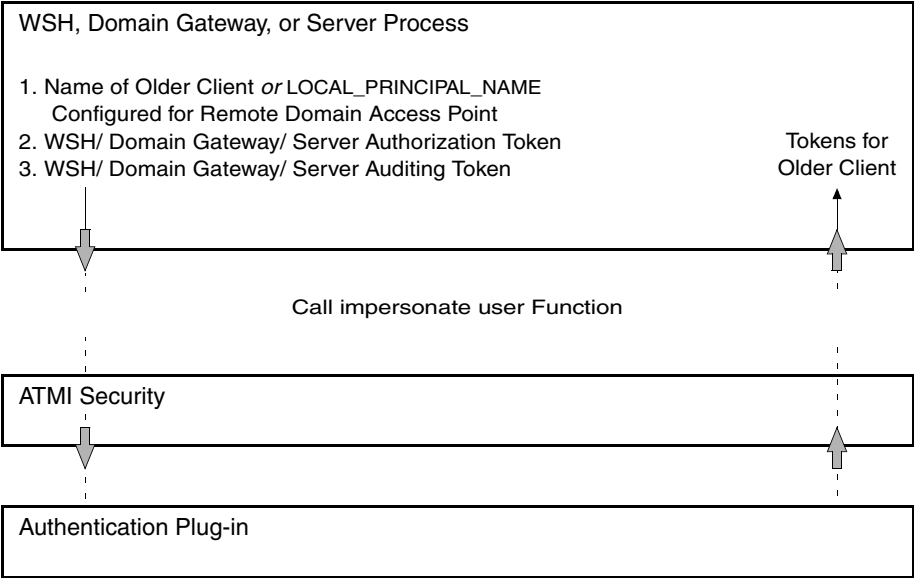 WSH, Domain Gateway, or Server Process
1. Name of Older Client or LOCAL_PRINCIPAL_NAME
Configured for Remote Domain Access Point
2. WSH/ Domain Gateway/ Server Authorization Token
3. WSH/ Domain Gateway/ Server Auditing Token
Tokens for
Older Client
Call impersonate user Function
ATMI Security
Authentication Plug-in